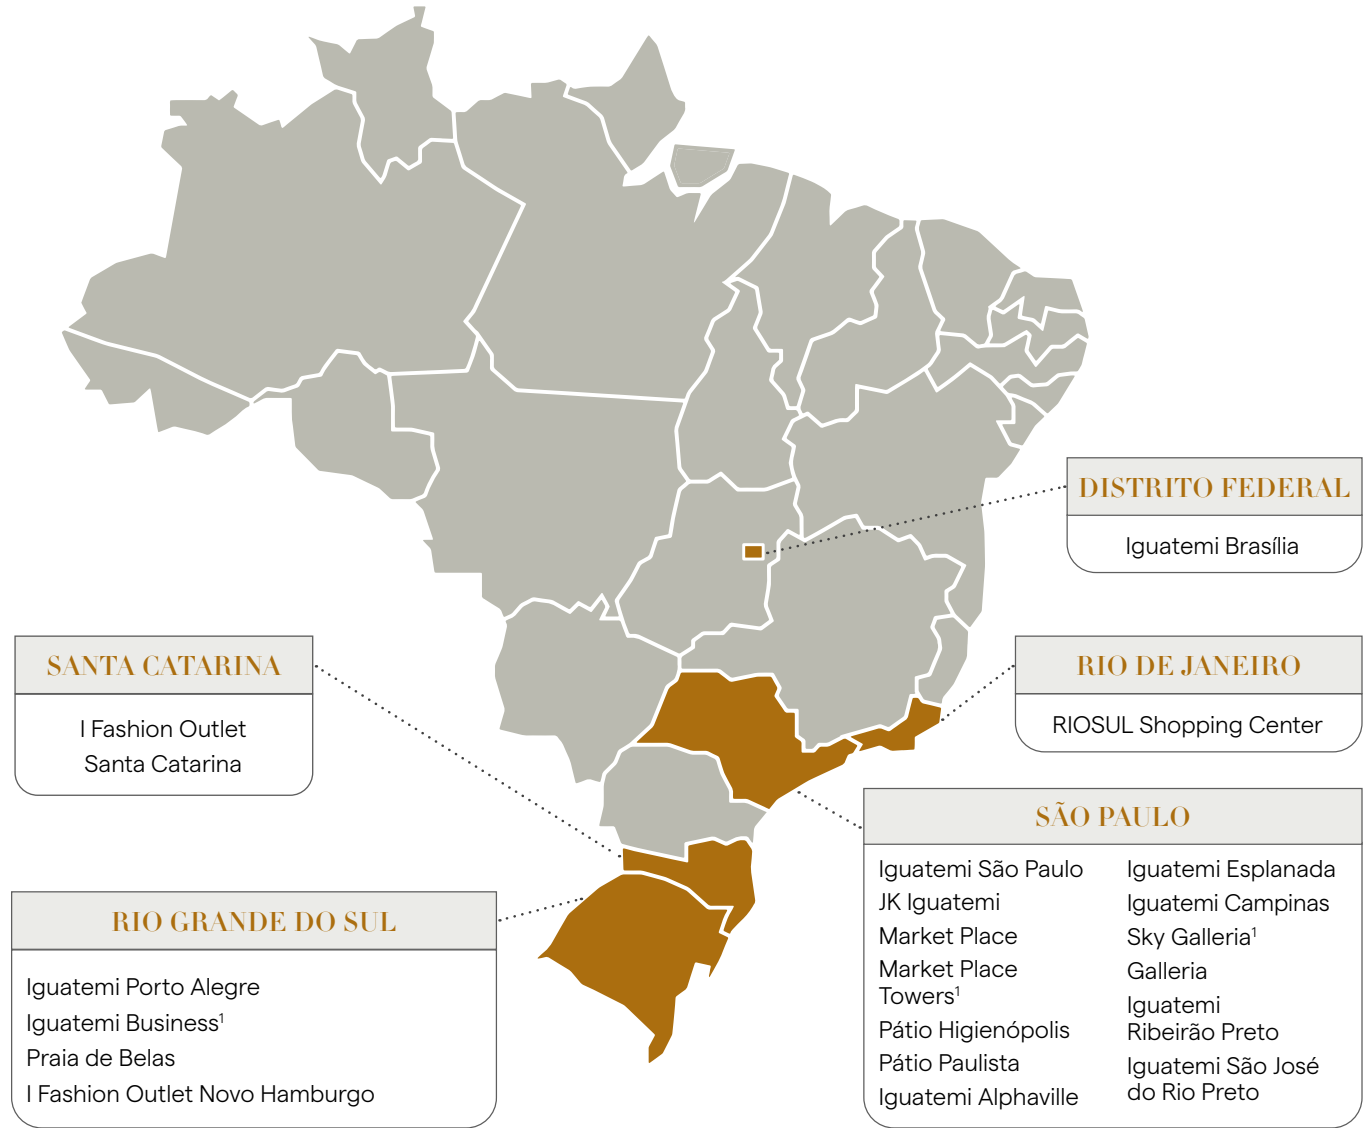 DISTRITO FEDERAL
Iguatemi Brasília
SANTA CATARINA
I Fashion Outlet
Santa Catarina
RIO DE JANEIRO
RIOSUL Shopping Center
SÃO PAULO
Iguatemi São Paulo
JK Iguatemi
Market Place
Market Place
Towers¹
Pátio Higienópolis
Pátio Paulista
Iguatemi Alphaville
Iguatemi Esplanada
Iguatemi Campinas
Sky Galleria¹
Galleria
Iguatemi
Ribeirão Preto
Iguatemi São José
do Rio Preto
RIO GRANDE DO SUL
Iguatemi Porto Alegre
Iguatemi Business¹
Praia de Belas
I Fashion Outlet Novo Hamburgo